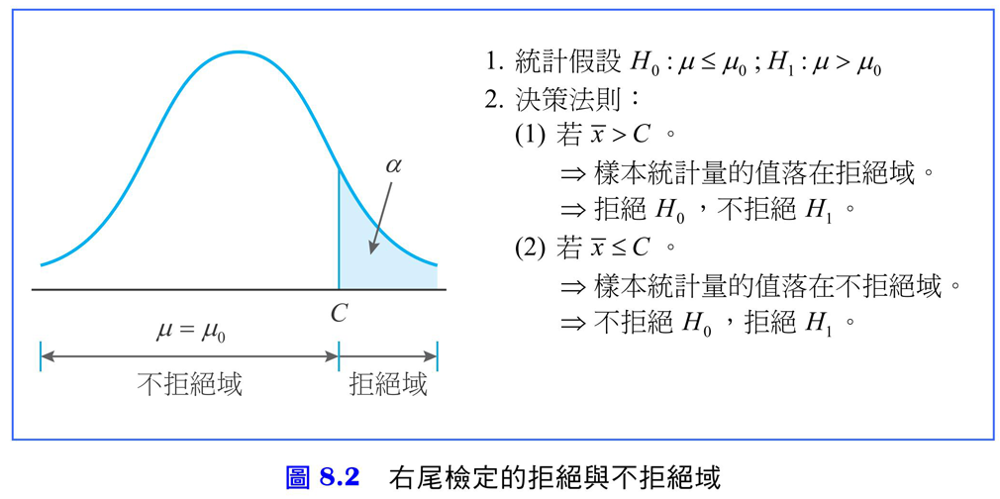 1. 統計假設 H₀ : μ ≤ μ₀ ; H₁ : μ > μ₀
2. 決策法則：
(1) 若 x̄ > C 。
⇒ 樣本統計量的值落在拒絕域。
⇒ 拒絕 H₀ ，不拒絕 H₁ 。
(2) 若 x̄ ≤ C 。
⇒ 樣本統計量的值落在不拒絕域。
⇒ 不拒絕 H₀ ，拒絕 H₁ 。
α
C
μ = μ₀
不拒絕域
拒絕域
圖 8.2 右尾檢定的拒絕與不拒絕域